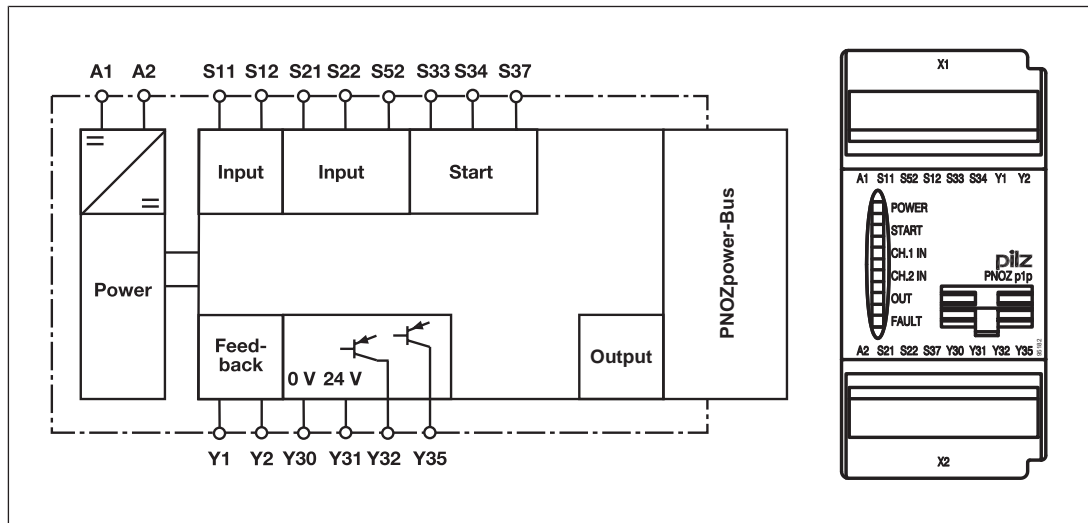 A1 A2 S11 S12 S21 S22 S52 S33 S34 S37
Input
Input
Start
Power
PNOZpower-Bus
Feed-
back
0 V 24 V
Output
Y1 Y2 Y30 Y31 Y32 Y35
X1
A1 S11 S52 S12 S33 S34 Y1 Y2
POWER
START
CH.1 IN
CH.2 IN
OUT
FAULT
pilz
PNOZ p1p
A2 S21 S22 S37 Y30 Y31 Y32 Y35
95182
X2